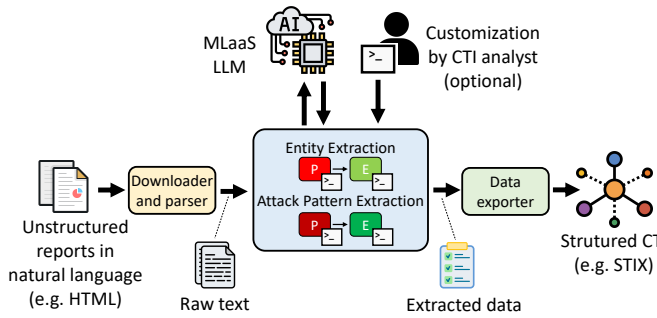 AI
MLaaS
LLM
>_
Customization
by CTI analyst
(optional)
Entity Extraction
P
E
>_
>_
Attack Pattern Extraction
P
E
>_
>_
Downloader
and parser
Data
exporter
Unstructured
reports in
natural language
(e.g. HTML)
Raw text
Extracted data
Strutured CT
(e.g. STIX)